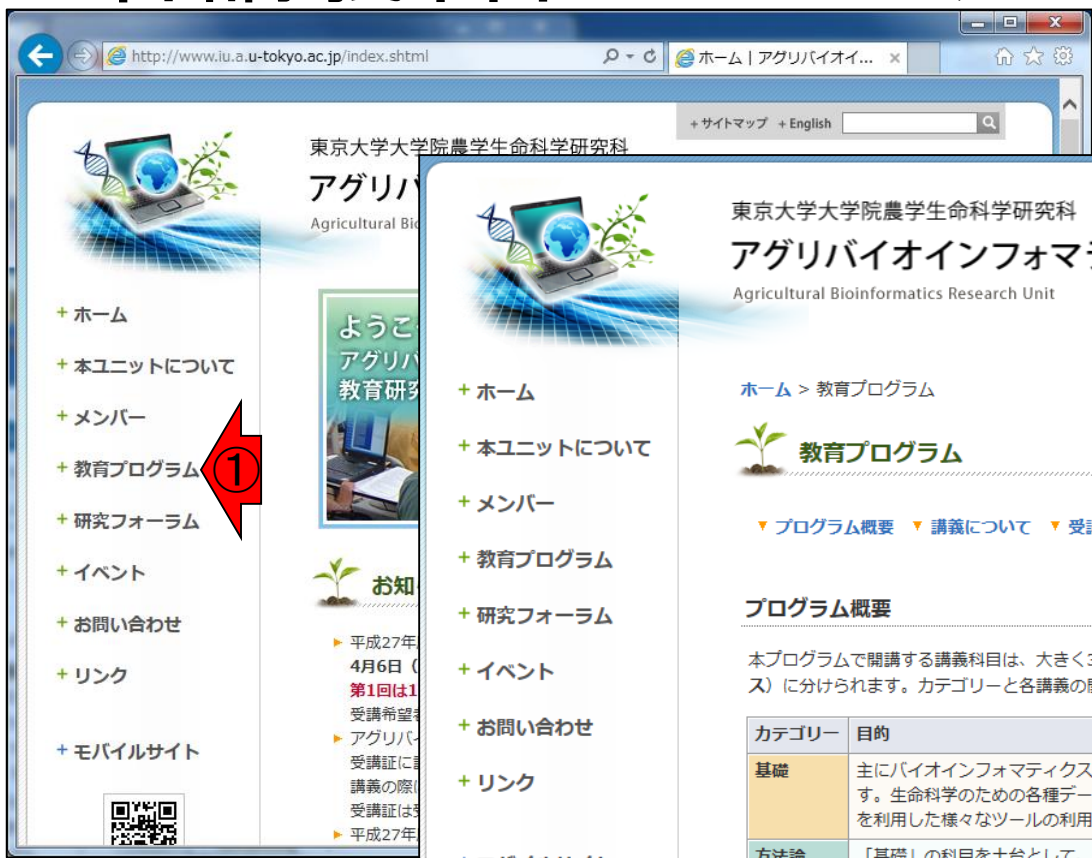 http://www.iu.a.u-tokyo.ac.jp/index.shtml
ホーム | アグリバイオイ...
+ サイトマップ + English
東京大学大学院農学生命科学研究科
アグリバ
Agricultural Bio
+ ホーム
+ 本ユニットについて
+ メンバー
+ 教育プログラム
①
+ 研究フォーラム
+ イベント
+ お問い合わせ
+ リンク
+ モバイルサイト
ようこ
アグリバ
教育研究
お知
平成27年
4月6日（
第1回は1
受講希望
アグリバイ
受講証に
講義の際
受講証は
平成27年
東京大学大学院農学生命科学研究科
アグリバイオインフォマ
Agricultural Bioinformatics Research Unit
+ ホーム
+ 本ユニットについて
+ メンバー
+ 教育プログラム
+ 研究フォーラム
+ イベント
+ お問い合わせ
+ リンク
ホーム > 教育プログラム
教育プログラム
▼ プログラム概要 ▼ 講義について ▼ 受
プログラム概要
本プログラムで開講する講義科目は、大きく
ス）に分けられます。カテゴリーと各講義の
カテゴリー 目的
基礎 主にバイオインフォマティクス
す。生命科学のための各種デー
を利用した様々なツールの利用
方法論 「基礎」の科目を土台として